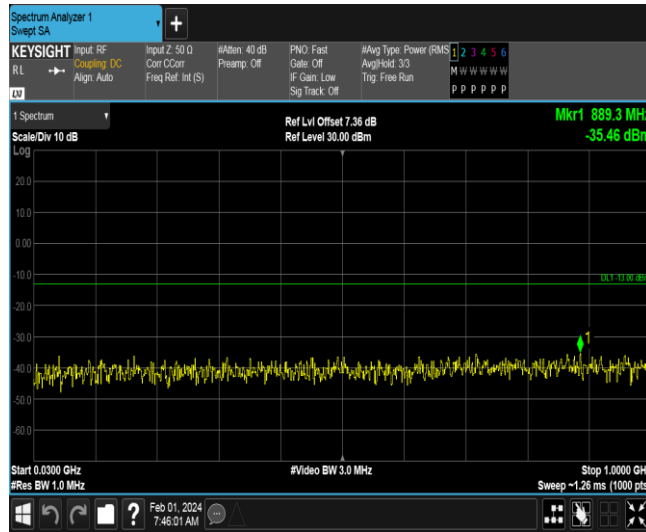 Spectrum Analyzer 1
Swept SA
+
KEYSIGHT
RL
LXI
Input: RF
Coupling: DC
Align: Auto
Input Z: 50 Ω
Corr CCorr
Freq Ref: Int (S)
#Atten: 40 dB
Preamp: Off
PNO: Fast
Gate: Off
IF Gain: Low
Sig Track: Off
#Avg Type: Power (RMS
Avg|Hold: 3/3
Trig: Free Run
1 2 3 4 5 6
M W W W W W
P P P P P P
1 Spectrum
Scale/Div 10 dB
Ref Lvl Offset 7.36 dB
Ref Level 30.00 dBm
Mkr1 889.3 MHz
-35.46 dBm
Log
20.0
10.0
0.00
-10.0
DL1 -13.00 dBm
-20.0
-30.0
1
-40.0
-50.0
-60.0
Start 0.0300 GHz
#Video BW 3.0 MHz
Stop 1.0000 GHz
#Res BW 1.0 MHz
Sweep ~1.26 ms (1000 pts
?
Feb 01, 2024
7:46:01 AM